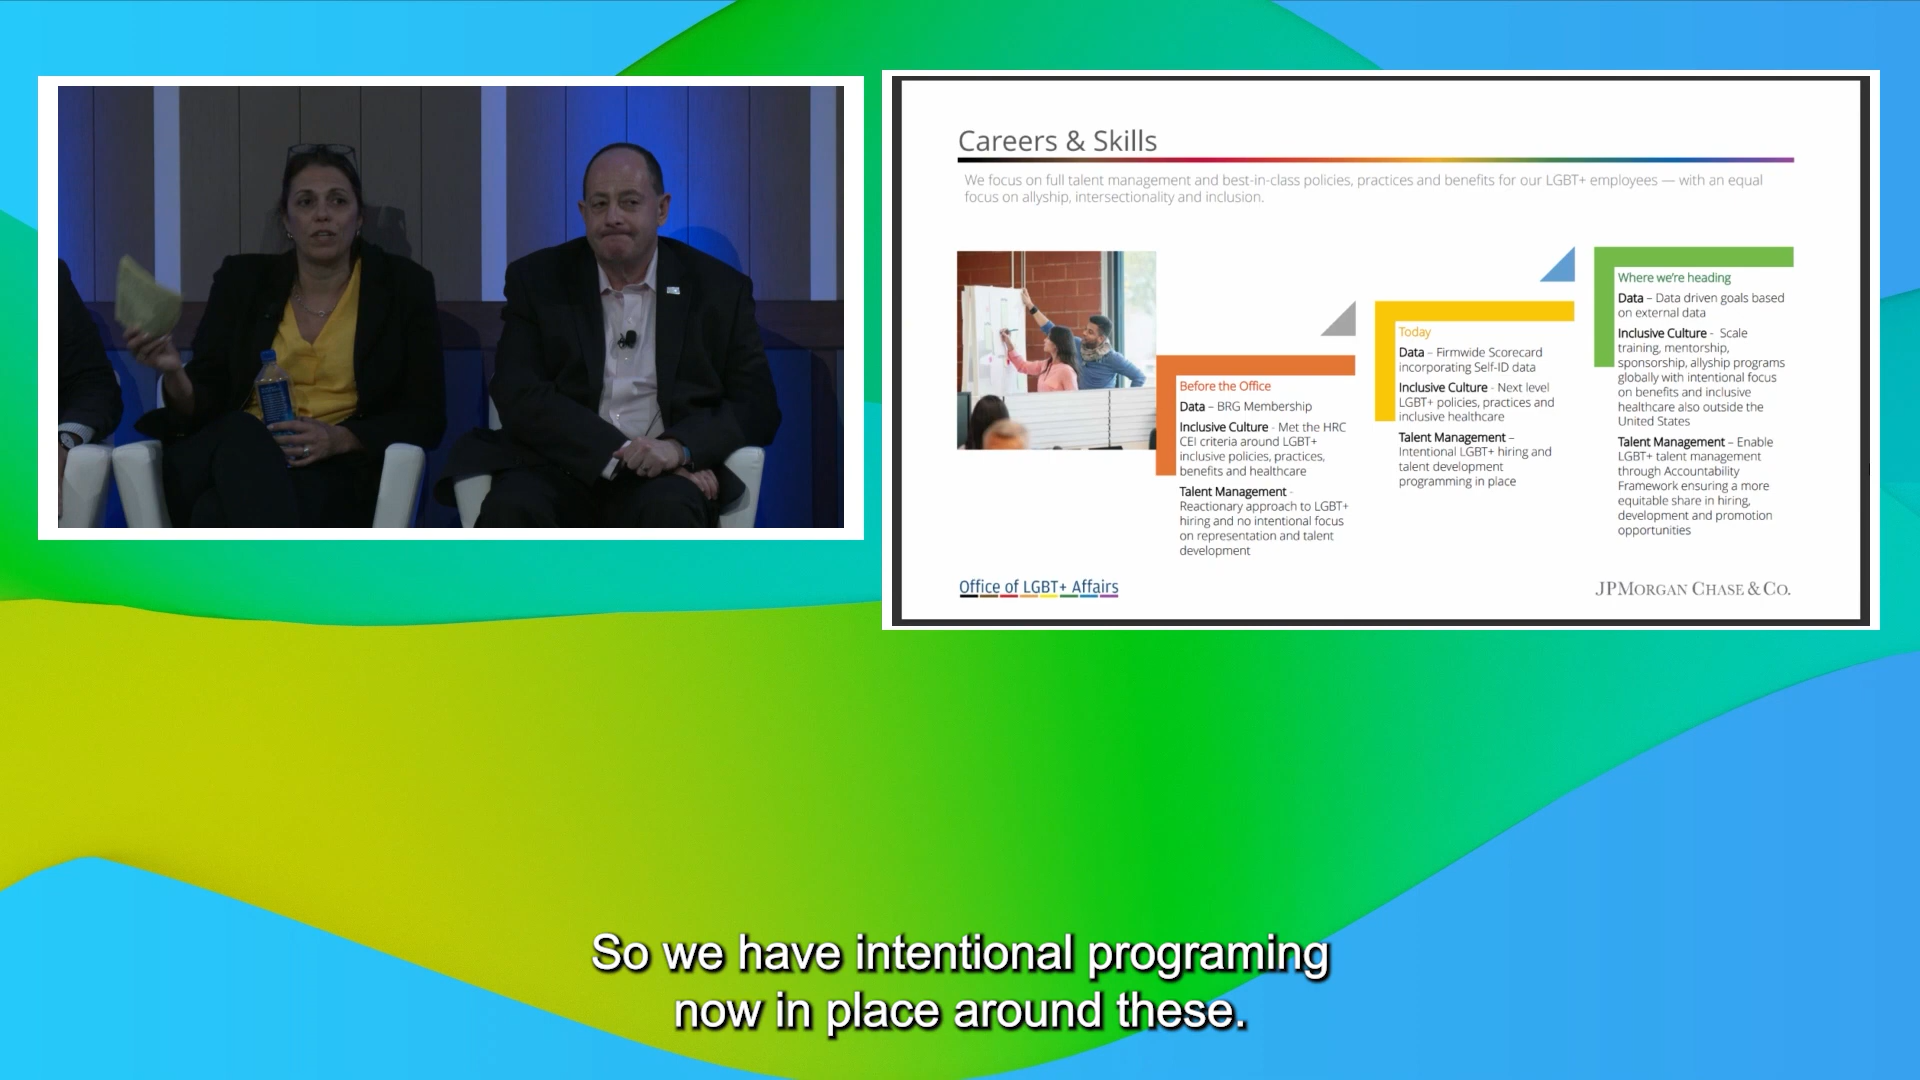 Careers & Skills
We focus on full talent management and best-in-class policies, practices and benefits for our LGBT+ employees — with an equal
focus on allyship, intersectionality and inclusion.
Before the Office
Data – BRG Membership
Inclusive Culture - Met the HRC
CEI criteria around LGBT+
inclusive policies, practices,
benefits and healthcare
Talent Management -
Reactionary approach to LGBT+
hiring and no intentional focus
on representation and talent
development
Today
Data – Firmwide Scorecard
incorporating Self-ID data
Inclusive Culture - Next level
LGBT+ policies, practices and
inclusive healthcare
Talent Management –
Intentional LGBT+ hiring and
talent development
programming in place
Where we're heading
Data – Data driven goals based
on external data
Inclusive Culture - Scale
training, mentorship,
sponsorship, allyship programs
globally with intentional focus
on benefits and inclusive
healthcare also outside the
United States
Talent Management – Enable
LGBT+ talent management
through Accountability
Framework ensuring a more
equitable share in hiring,
development and promotion
opportunities
Office of LGBT+ Affairs
JPMORGAN CHASE & CO.
So we have intentional programing
now in place around these.